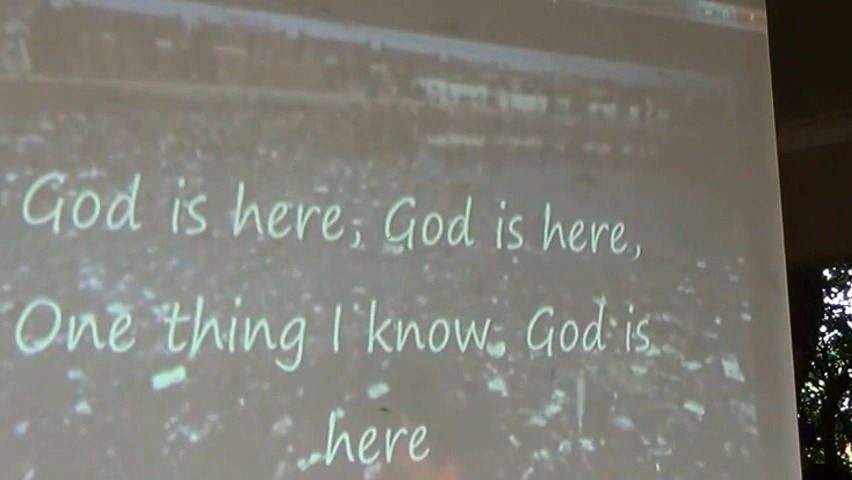 God is here, God is here,
One thing I know, God is
here